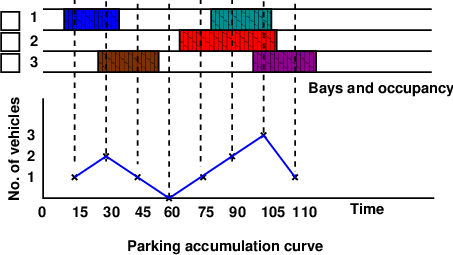 1
2
3
Bays and occupancy
No. of vehicles
3
2
1
0 15 30 45 60 75 90 105 110
Time
Parking accumulation curve